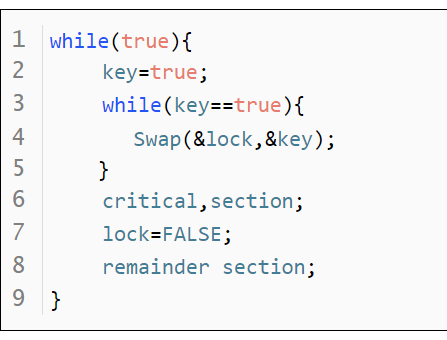 1 while(true){
2 key=true;
3 while(key==true){
4 Swap(&lock,&key);
5 }
6 critical,section;
7 lock=FALSE;
8 remainder section;
9 }